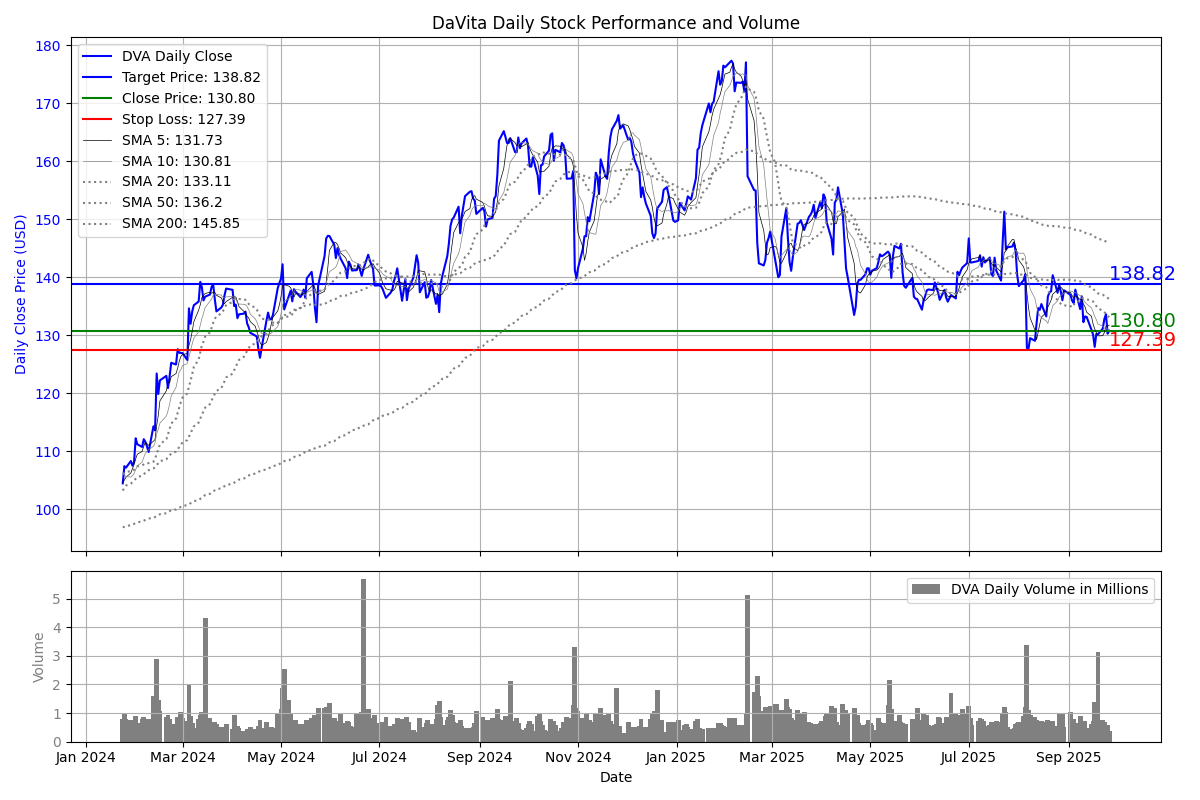 DaVita Daily Stock Performance and Volume
DVA Daily Close
Target Price: 138.82
Close Price: 130.80
Stop Loss: 127.39
SMA 5: 131.73
SMA 10: 130.81
SMA 20: 133.11
SMA 50: 136.2
SMA 200: 145.85
Daily Close Price (USD)
180
170
160
150
140
130
120
110
100
138.82
130.80
127.39
DVA Daily Volume in Millions
Volume
5
4
3
2
1
0
Jan 2024 Mar 2024 May 2024 Jul 2024 Sep 2024 Nov 2024 Jan 2025 Mar 2025 May 2025 Jul 2025 Sep 2025
Date